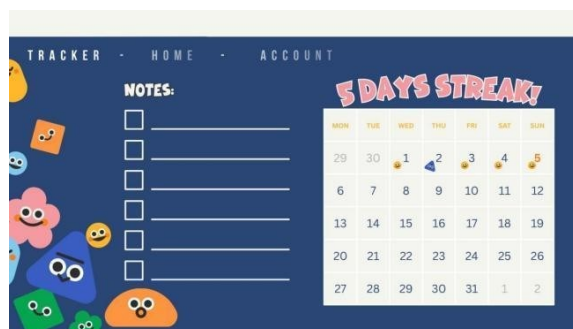 TRACKER - HOME - ACCOUNT
NOTES:
5 DAYS STREAK!
MON TUE WED THU FRI SAT SUN
29 30 1 2 3 4 5
6 7 8 9 10 11 12
13 14 15 16 17 18 19
20 21 22 23 24 25 26
27 28 29 30 31 1 2